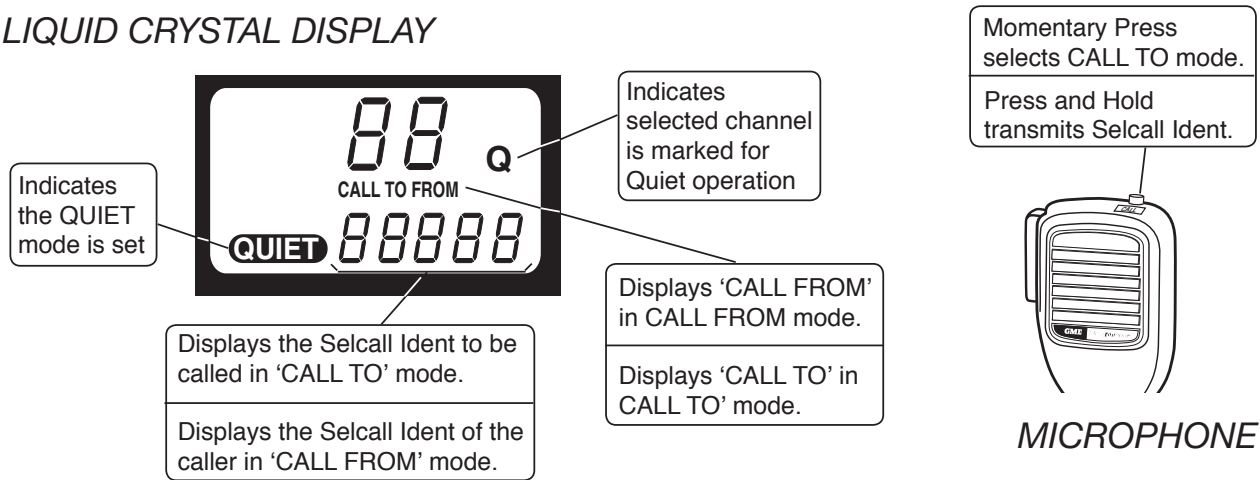 LIQUID CRYSTAL DISPLAY
Momentary Press
selects CALL TO mode.
Press and Hold
transmits Selcall Ident.
Indicates
selected channel
is marked for
Quiet operation
88
Q
CALL TO FROM
Indicates
the QUIET
mode is set
QUIET 88888
CALL
Displays ‘CALL FROM’
in CALL FROM mode.
Displays ‘CALL TO’ in
CALL TO’ mode.
GME
Displays the Selcall Ident to be
called in ‘CALL TO’ mode.
Displays the Selcall Ident of the
caller in ‘CALL FROM’ mode.
MICROPHONE